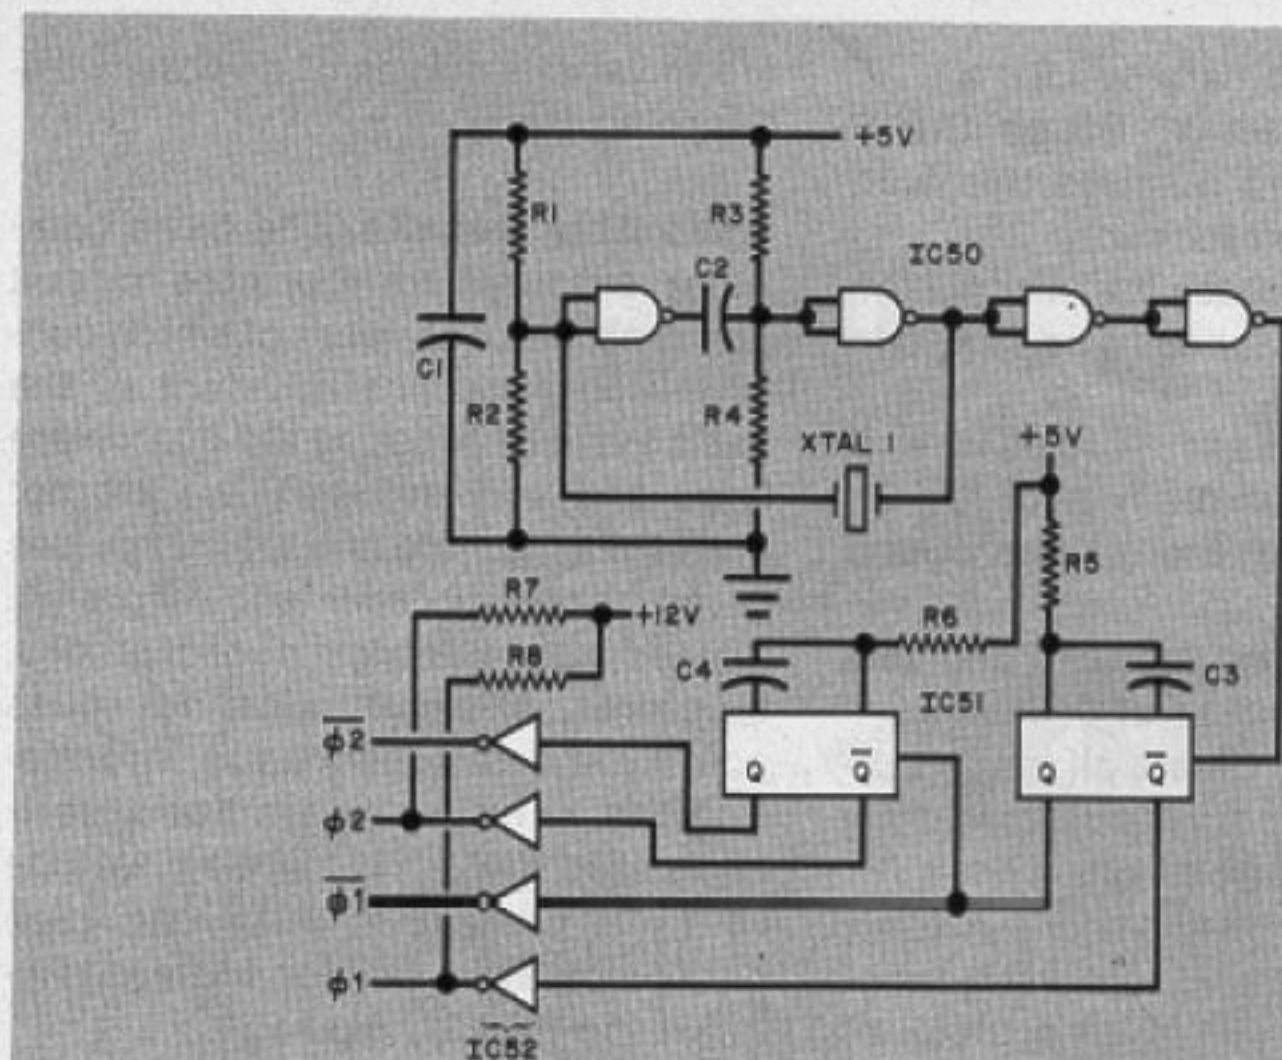 +5V
R1
R3
IC50
C2
C1
R2
R4
XTAL 1
+5V
R5
R7
+12V
R6
R8
C4
IC51
C3
φ̅2̅
Q
Q̅
Q
Q̅
φ2
φ̅1̅
φ1
IC52